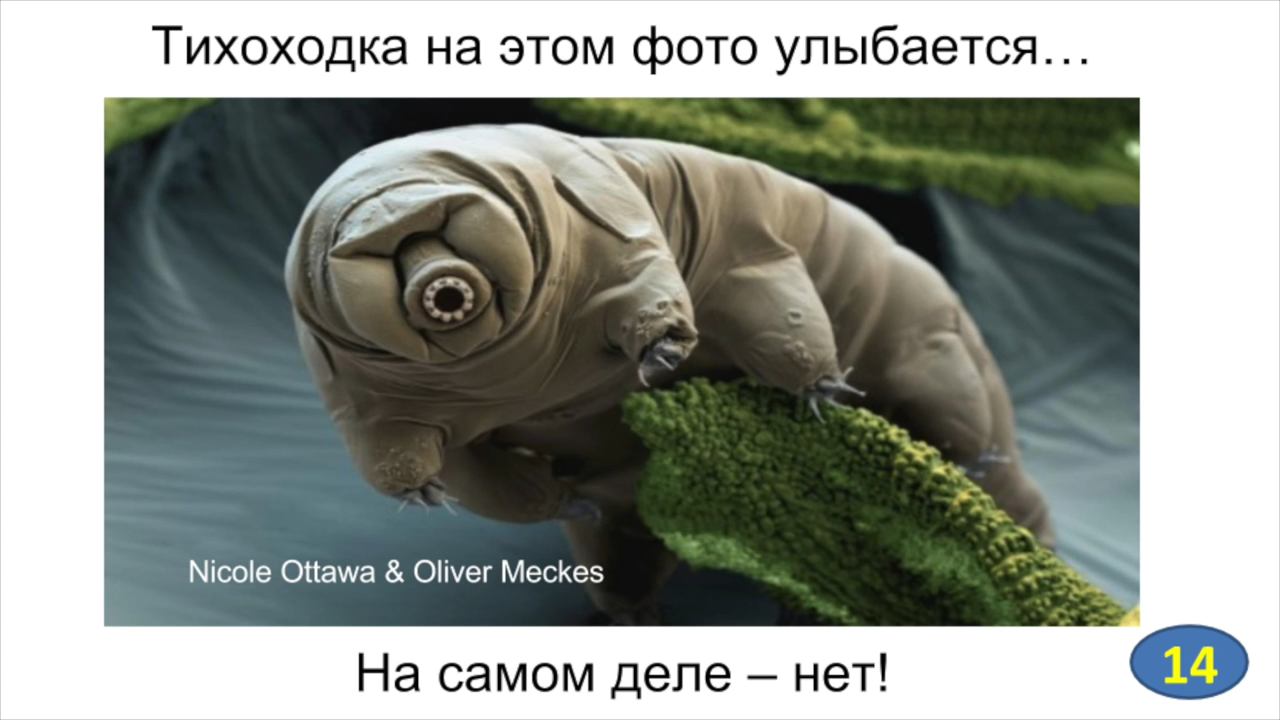 Тихоходка на этом фото улыбается…
Nicole Ottawa & Oliver Meckes
На самом деле – нет!
14